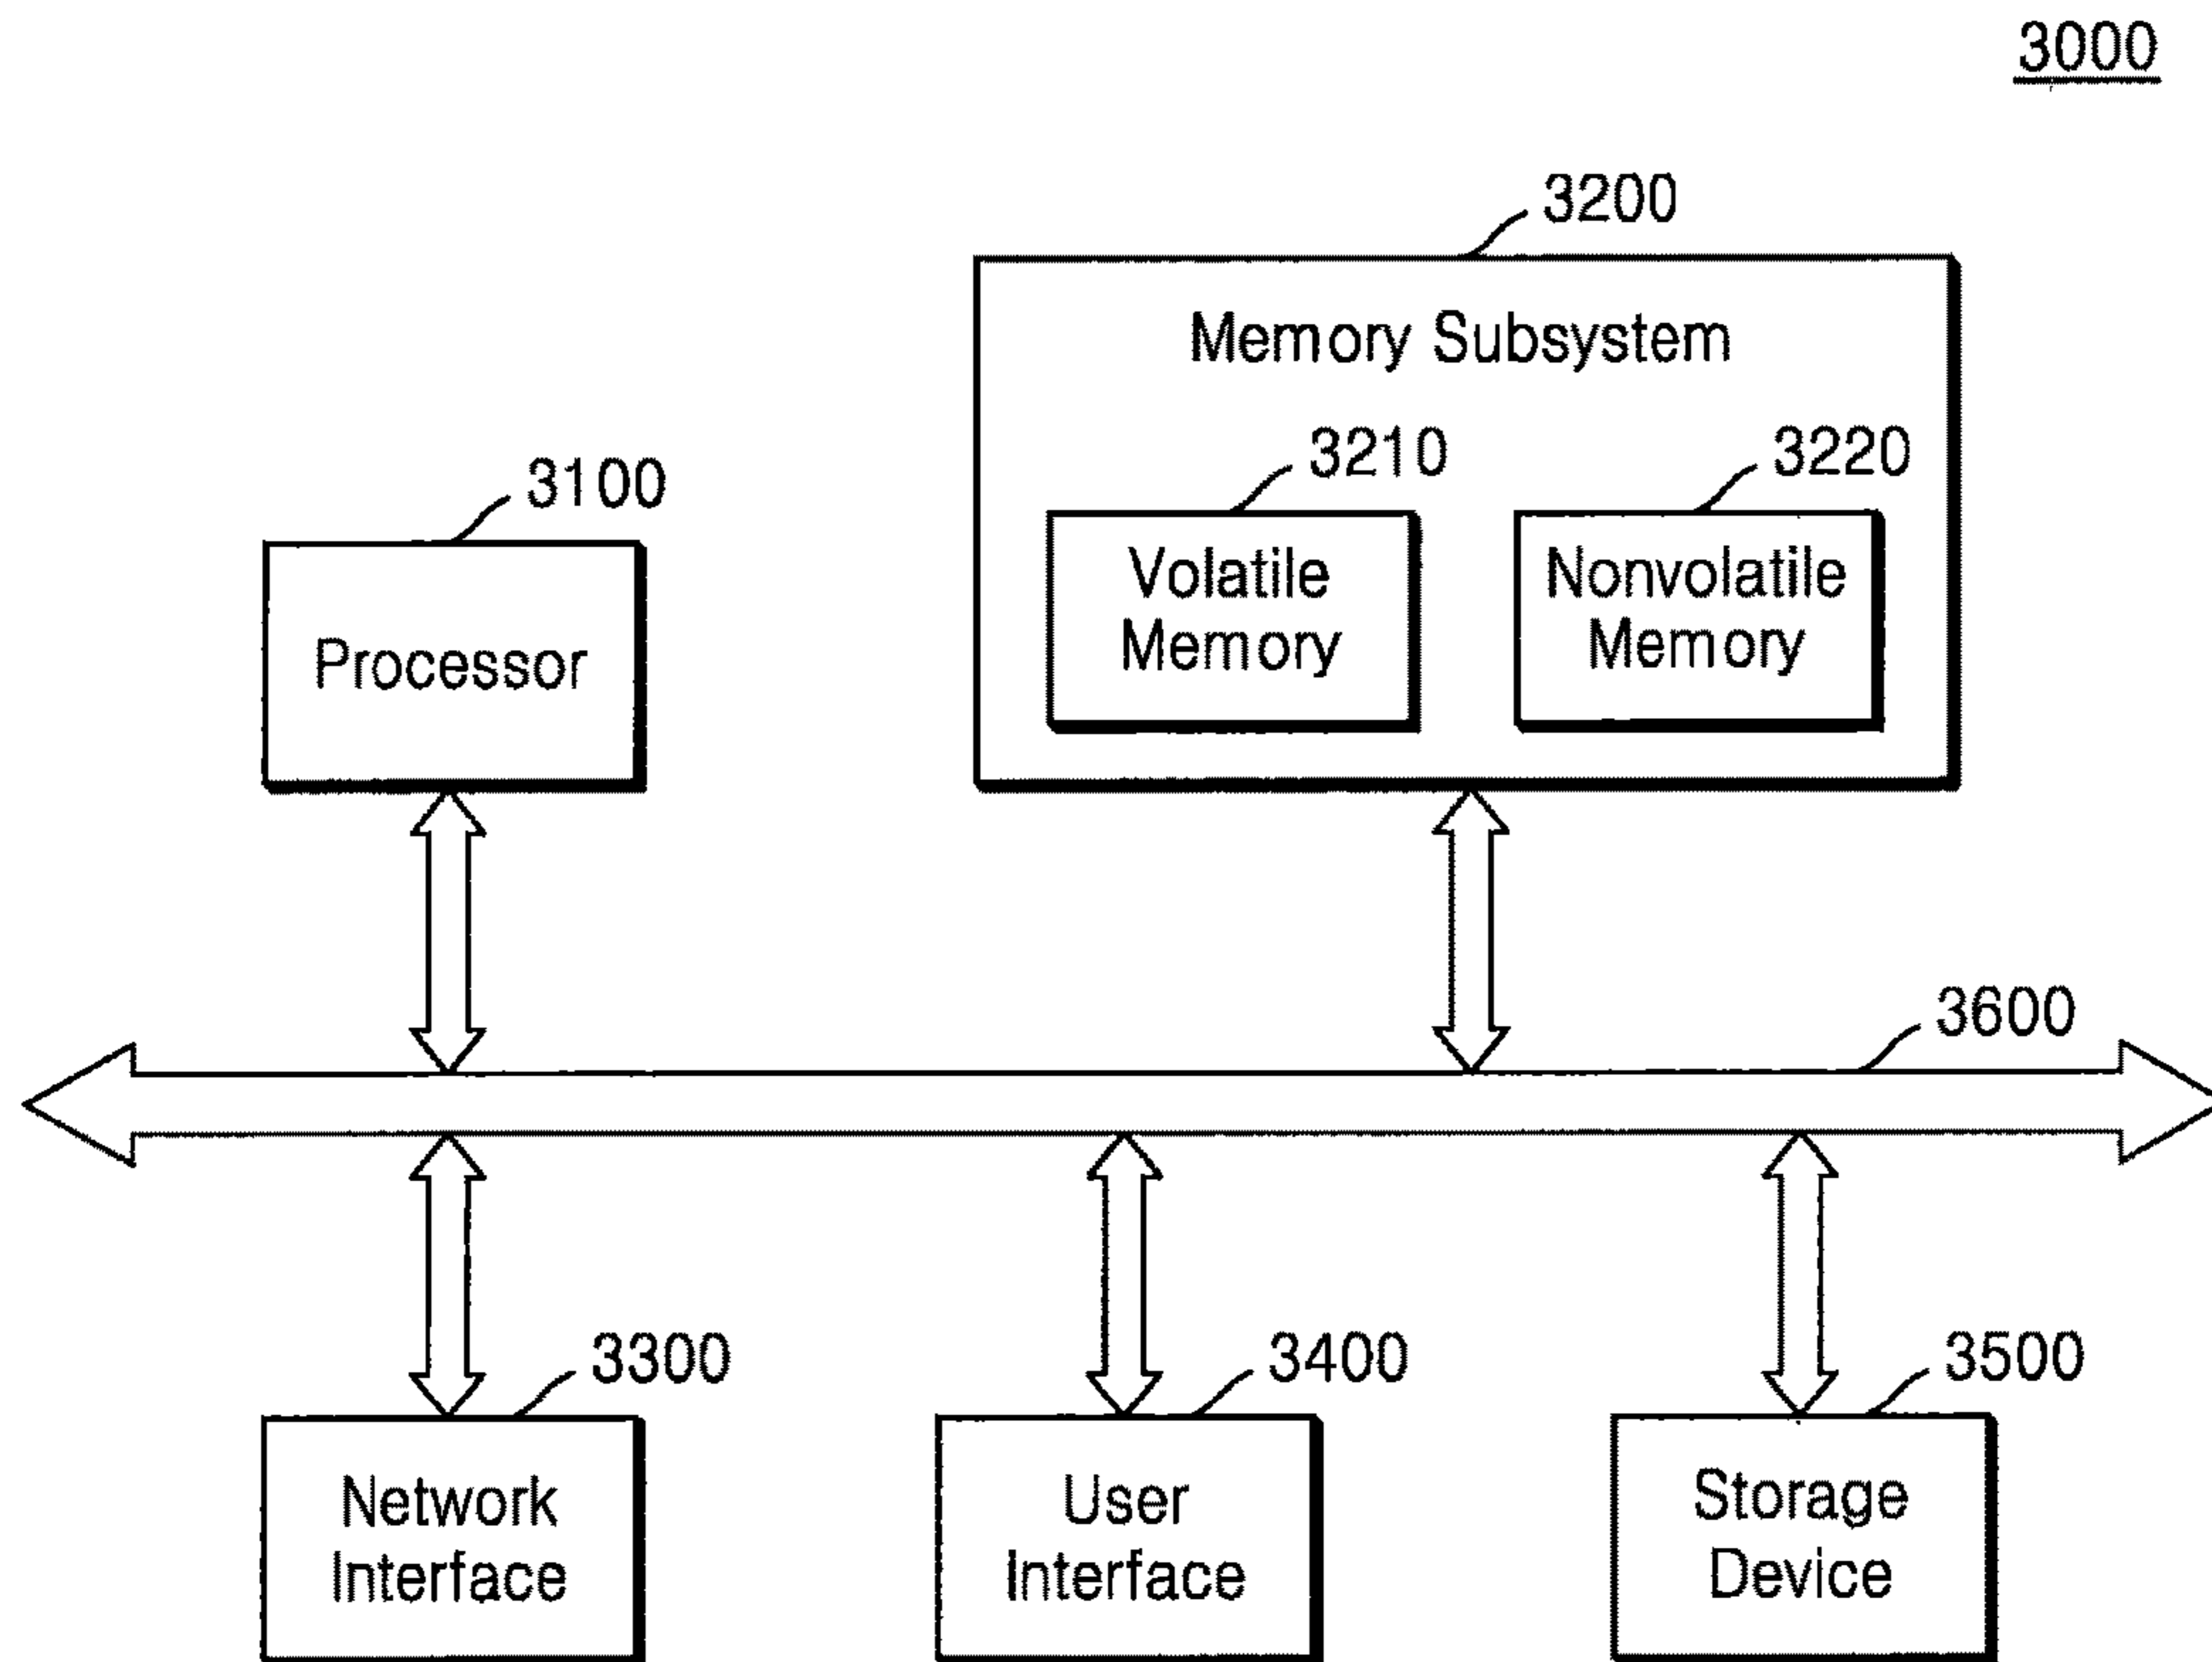 3000
3200
Memory Subsystem
3210
3220
Volatile
Memory
Nonvolatile
Memory
3100
Processor
3600
3300
Network
Interface
3400
User
Interface
3500
Storage
Device